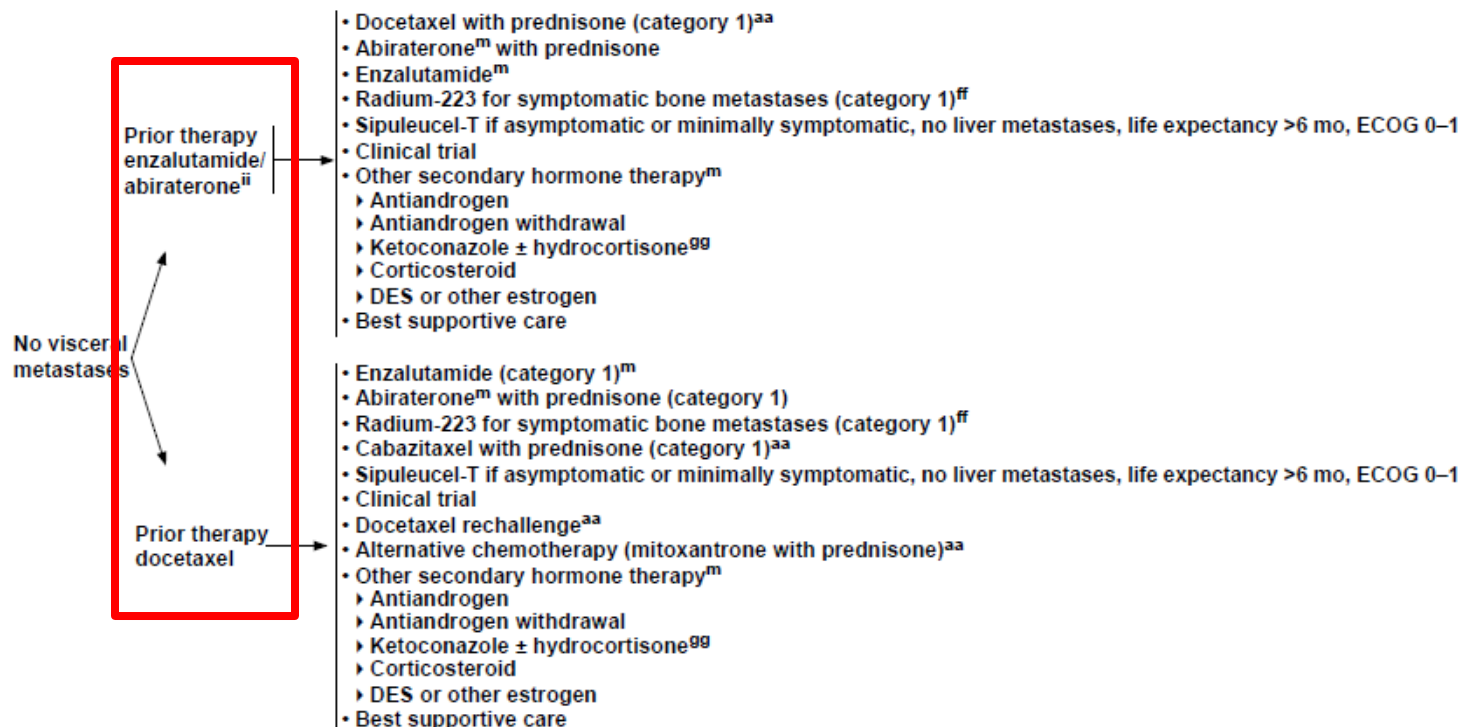 No visceral
metastases
Prior therapy
enzalutamide/
abirateroneii
• Docetaxel with prednisone (category 1)aa
• Abirateronem with prednisone
• Enzalutamidem
• Radium-223 for symptomatic bone metastases (category 1)ff
• Sipuleucel-T if asymptomatic or minimally symptomatic, no liver metastases, life expectancy >6 mo, ECOG 0–1
• Clinical trial
• Other secondary hormone therapym
▸ Antiandrogen
▸ Antiandrogen withdrawal
▸ Ketoconazole ± hydrocortisonegg
▸ Corticosteroid
▸ DES or other estrogen
• Best supportive care
Prior therapy
docetaxel
• Enzalutamide (category 1)m
• Abirateronem with prednisone (category 1)
• Radium-223 for symptomatic bone metastases (category 1)ff
• Cabazitaxel with prednisone (category 1)aa
• Sipuleucel-T if asymptomatic or minimally symptomatic, no liver metastases, life expectancy >6 mo, ECOG 0–1
• Clinical trial
• Docetaxel rechallengeaa
• Alternative chemotherapy (mitoxantrone with prednisone)aa
• Other secondary hormone therapym
▸ Antiandrogen
▸ Antiandrogen withdrawal
▸ Ketoconazole ± hydrocortisonegg
▸ Corticosteroid
▸ DES or other estrogen
• Best supportive care